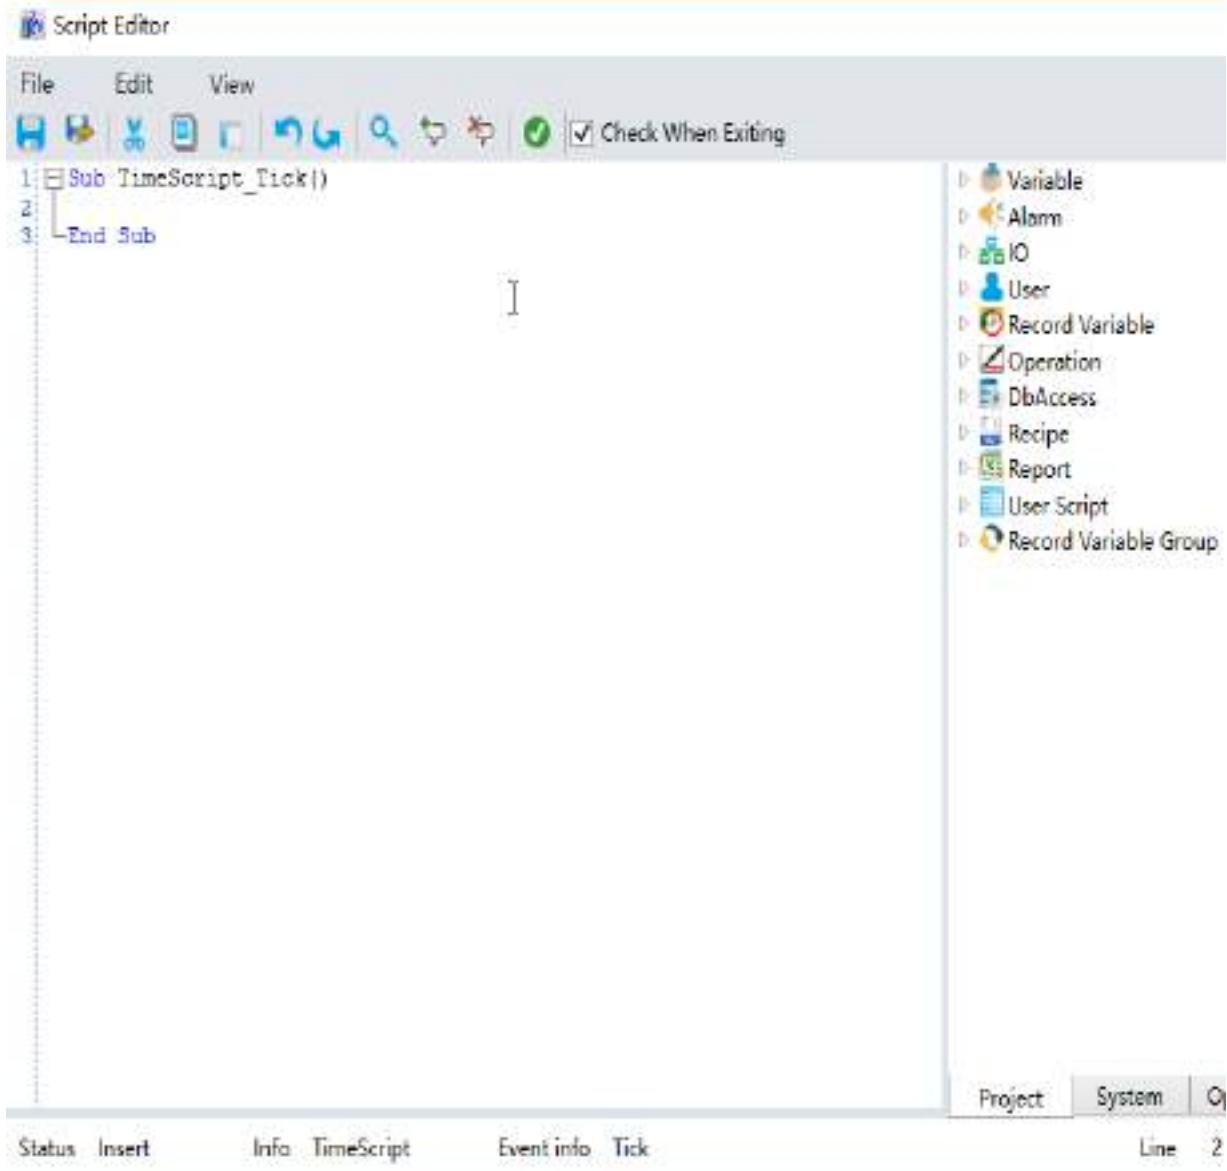 Script Editor
File Edit View
Check When Exiting
1 Sub TimeScript_Tick()
2
3 End Sub
Variable
Alarm
IO
User
Record Variable
Operation
DbAccess
Recipe
Report
User Script
Record Variable Group
Project System
Status Insert Info TimeScript Event info Tick Line 2